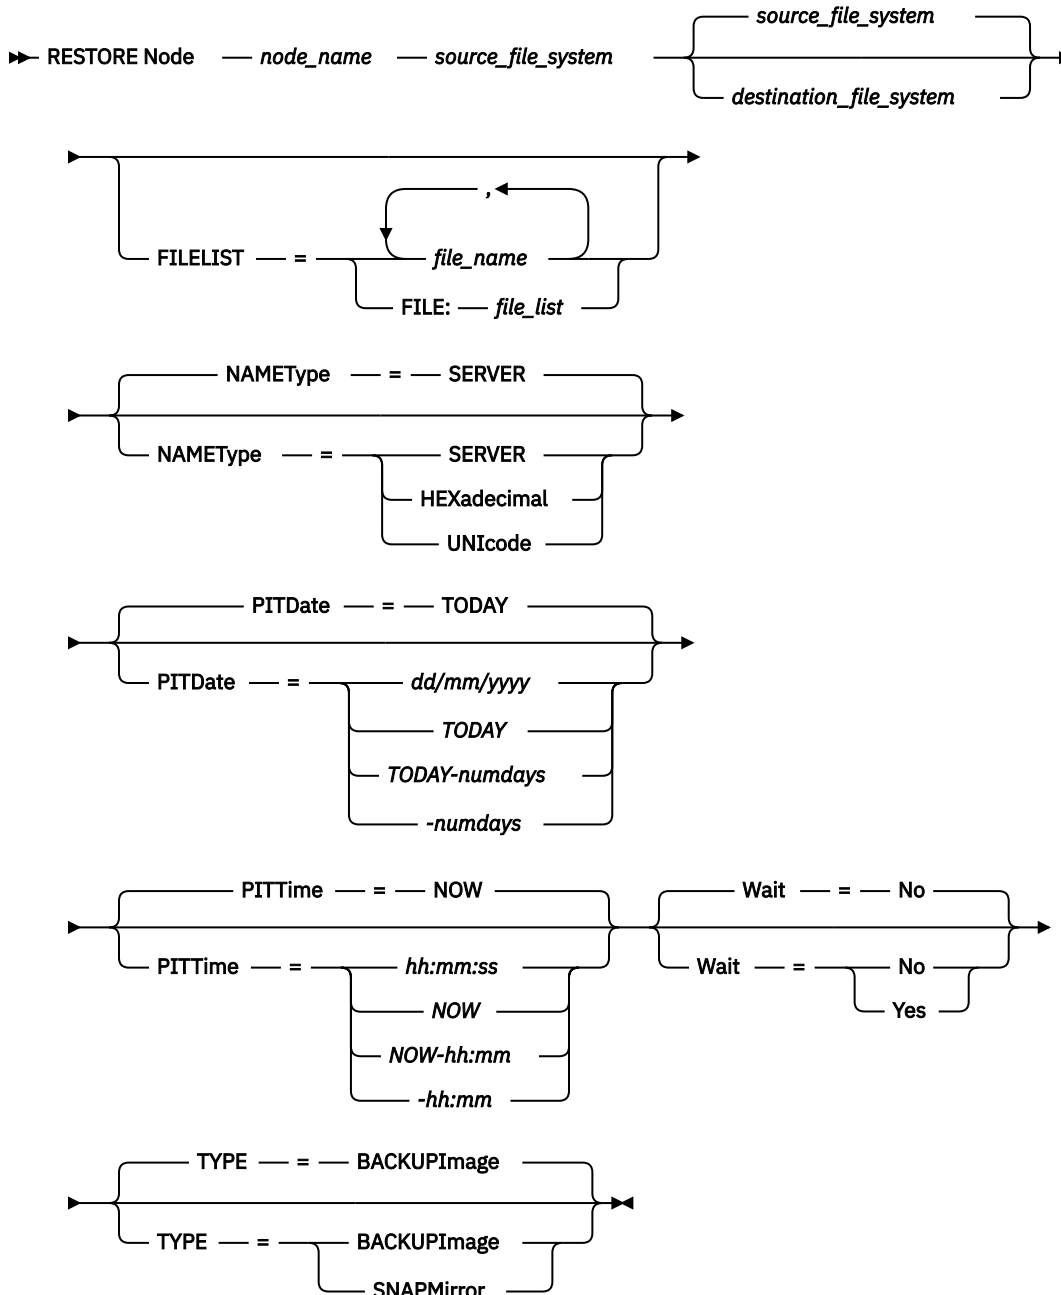 source_file_system
RESTORE Node node_name source_file_system
destination_file_system
,
FILELIST = file_name
FILE: file_list
NAMEType = SERVER
NAMEType = SERVER
HEXadecimal
UNIcode
PITDate = TODAY
PITDate = dd/mm/yyyy
TODAY
TODAY-numdays
-numdays
PITTime = NOW Wait = No
PITTime = hh:mm:ss Wait = No
NOW Yes
NOW-hh:mm
-hh:mm
TYPE = BACKUPImage
TYPE = BACKUPImage
SNAPMirror